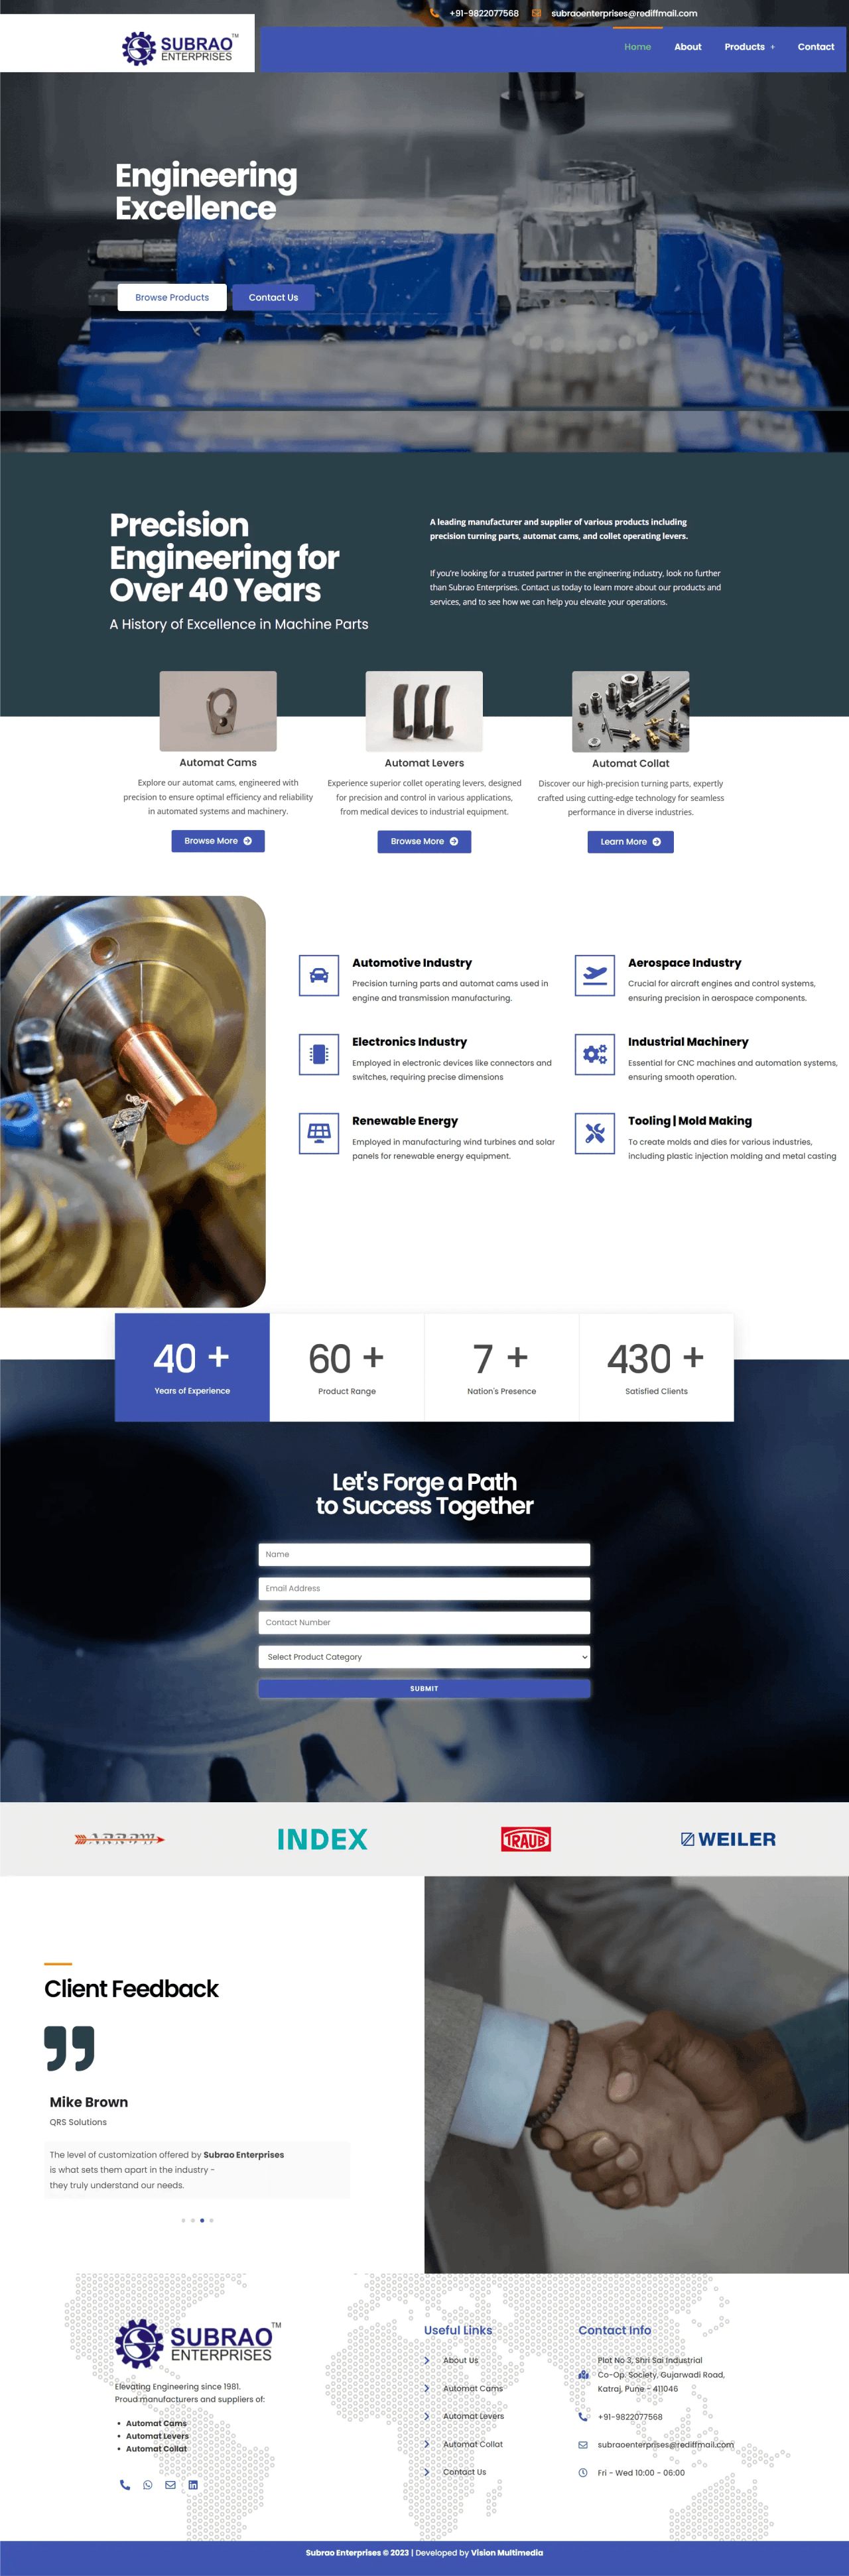 +91-9822077568 subraoenterprises@rediffmail.com
SUBRAO TM
ENTERPRISES
Home About Products + Contact
Engineering
Excellence
Browse Products Contact Us
Precision
Engineering for
Over 40 Years
A History of Excellence in Machine Parts
A leading manufacturer and supplier of various products including
precision turning parts, automat cams, and collet operating levers.
If you're looking for a trusted partner in the engineering industry, look no further
than Subrao Enterprises. Contact us today to learn more about our products and
services, and to see how we can help you elevate your operations.
Automat Cams
Explore our automat cams, engineered with
precision to ensure optimal efficiency and reliability
in automated systems and machinery.
Browse More
Automat Levers
Experience superior collet operating levers, designed
for precision and control in various applications,
from medical devices to industrial equipment.
Browse More
Automat Collat
Discover our high-precision turning parts, expertly
crafted using cutting-edge technology for seamless
performance in diverse industries.
Learn More
Automotive Industry
Precision turning parts and automat cams used in
engine and transmission manufacturing.
Aerospace Industry
Crucial for aircraft engines and control systems,
ensuring precision in aerospace components.
Electronics Industry
Employed in electronic devices like connectors and
switches, requiring precise dimensions
Industrial Machinery
Essential for CNC machines and automation systems,
ensuring smooth operation.
Renewable Energy
Employed in manufacturing wind turbines and solar
panels for renewable energy equipment.
Tooling | Mold Making
To create molds and dies for various industries,
including plastic injection molding and metal casting
40 +
Years of Experience
60 +
Product Range
7 +
Nation's Presence
430 +
Satisfied Clients
Let's Forge a Path
to Success Together
Name
Email Address
Contact Number
Select Product Category
SUBMIT
ARROW INDEX TRAUB WEILER
Client Feedback
Mike Brown
QRS Solutions
The level of customization offered by Subrao Enterprises
is what sets them apart in the industry -
they truly understand our needs.
SUBRAO TM
ENTERPRISES
Elevating Engineering since 1981.
Proud manufacturers and suppliers of:
• Automat Cams
• Automat Levers
• Automat Collat
Useful Links
About Us
Automat Cams
Automat Levers
Automat Collat
Contact Us
Contact Info
Plot No 3, Shri Sai Industrial
Co-Op. Society, Gujarwadi Road,
Katraj, Pune - 411046
+91-9822077568
subraoenterprises@rediffmail.com
Fri - Wed 10:00 - 06:00
Subrao Enterprises © 2023 | Developed by Vision Multimedia